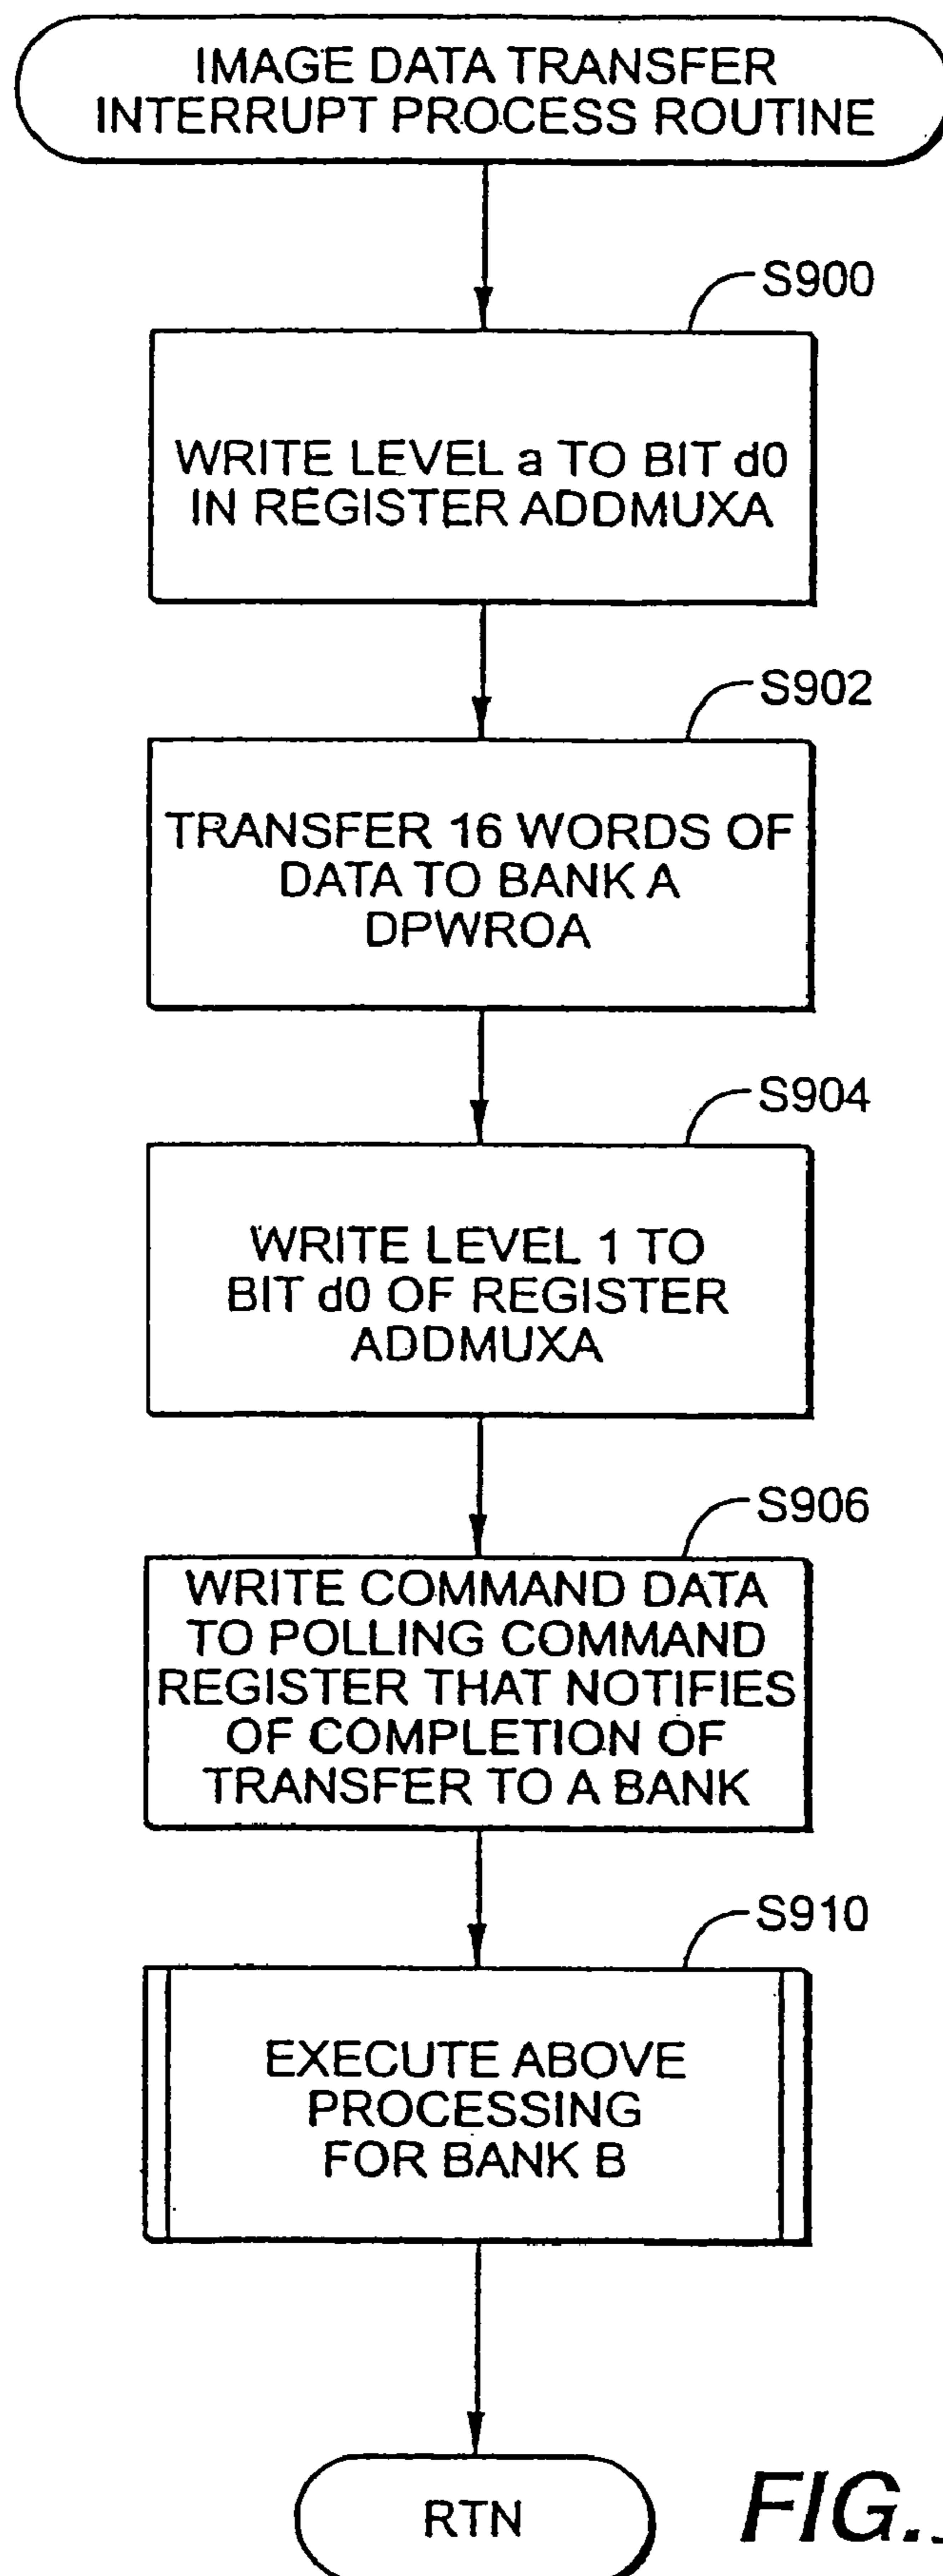 IMAGE DATA TRANSFER
INTERRUPT PROCESS ROUTINE
S900
WRITE LEVEL a TO BIT d0
IN REGISTER ADDMUXA
S902
TRANSFER 16 WORDS OF
DATA TO BANK A
DPWROA
S904
WRITE LEVEL 1 TO
BIT d0 OF REGISTER
ADDMUXA
S906
WRITE COMMAND DATA
TO POLLING COMMAND
REGISTER THAT NOTIFIES
OF COMPLETION OF
TRANSFER TO A BANK
S910
EXECUTE ABOVE
PROCESSING
FOR BANK B
RTN
FIG.